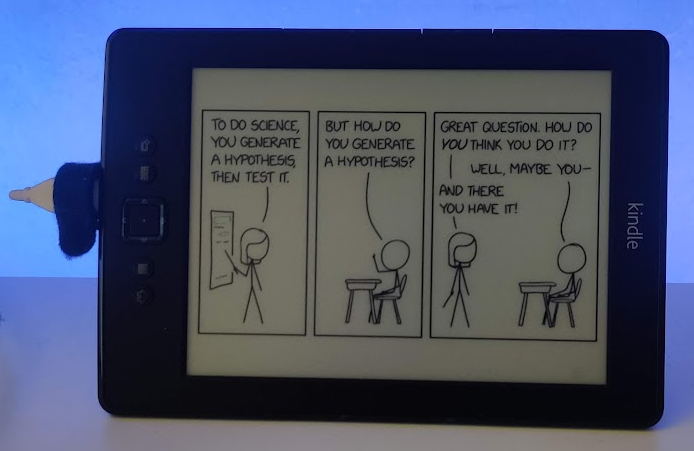 TO DO SCIENCE,
YOU GENERATE
A HYPOTHESIS,
THEN TEST IT.
BUT HOW DO
YOU GENERATE
A HYPOTHESIS?
GREAT QUESTION. HOW DO
YOU THINK YOU DO IT?
WELL, MAYBE YOU—
AND THERE
YOU HAVE IT!
kindle